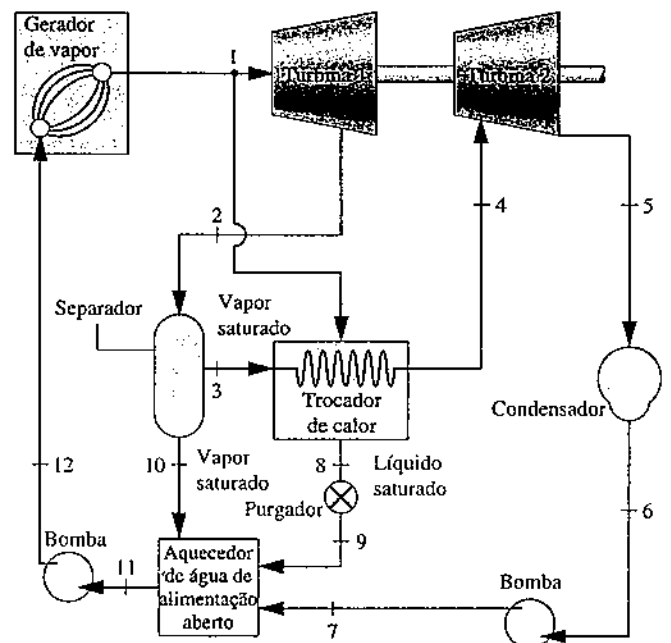 Gerador
de vapor
1
Turbina 1
Turbina 2
2
4
5
Separador
Vapor
saturado
3
Trocador
de calor
Condensador
10
Vapor
saturado
8
Líquido
saturado
12
Purgador
6
9
Bomba
11
Aquecedor
de água de
alimentação
aberto
Bomba
7